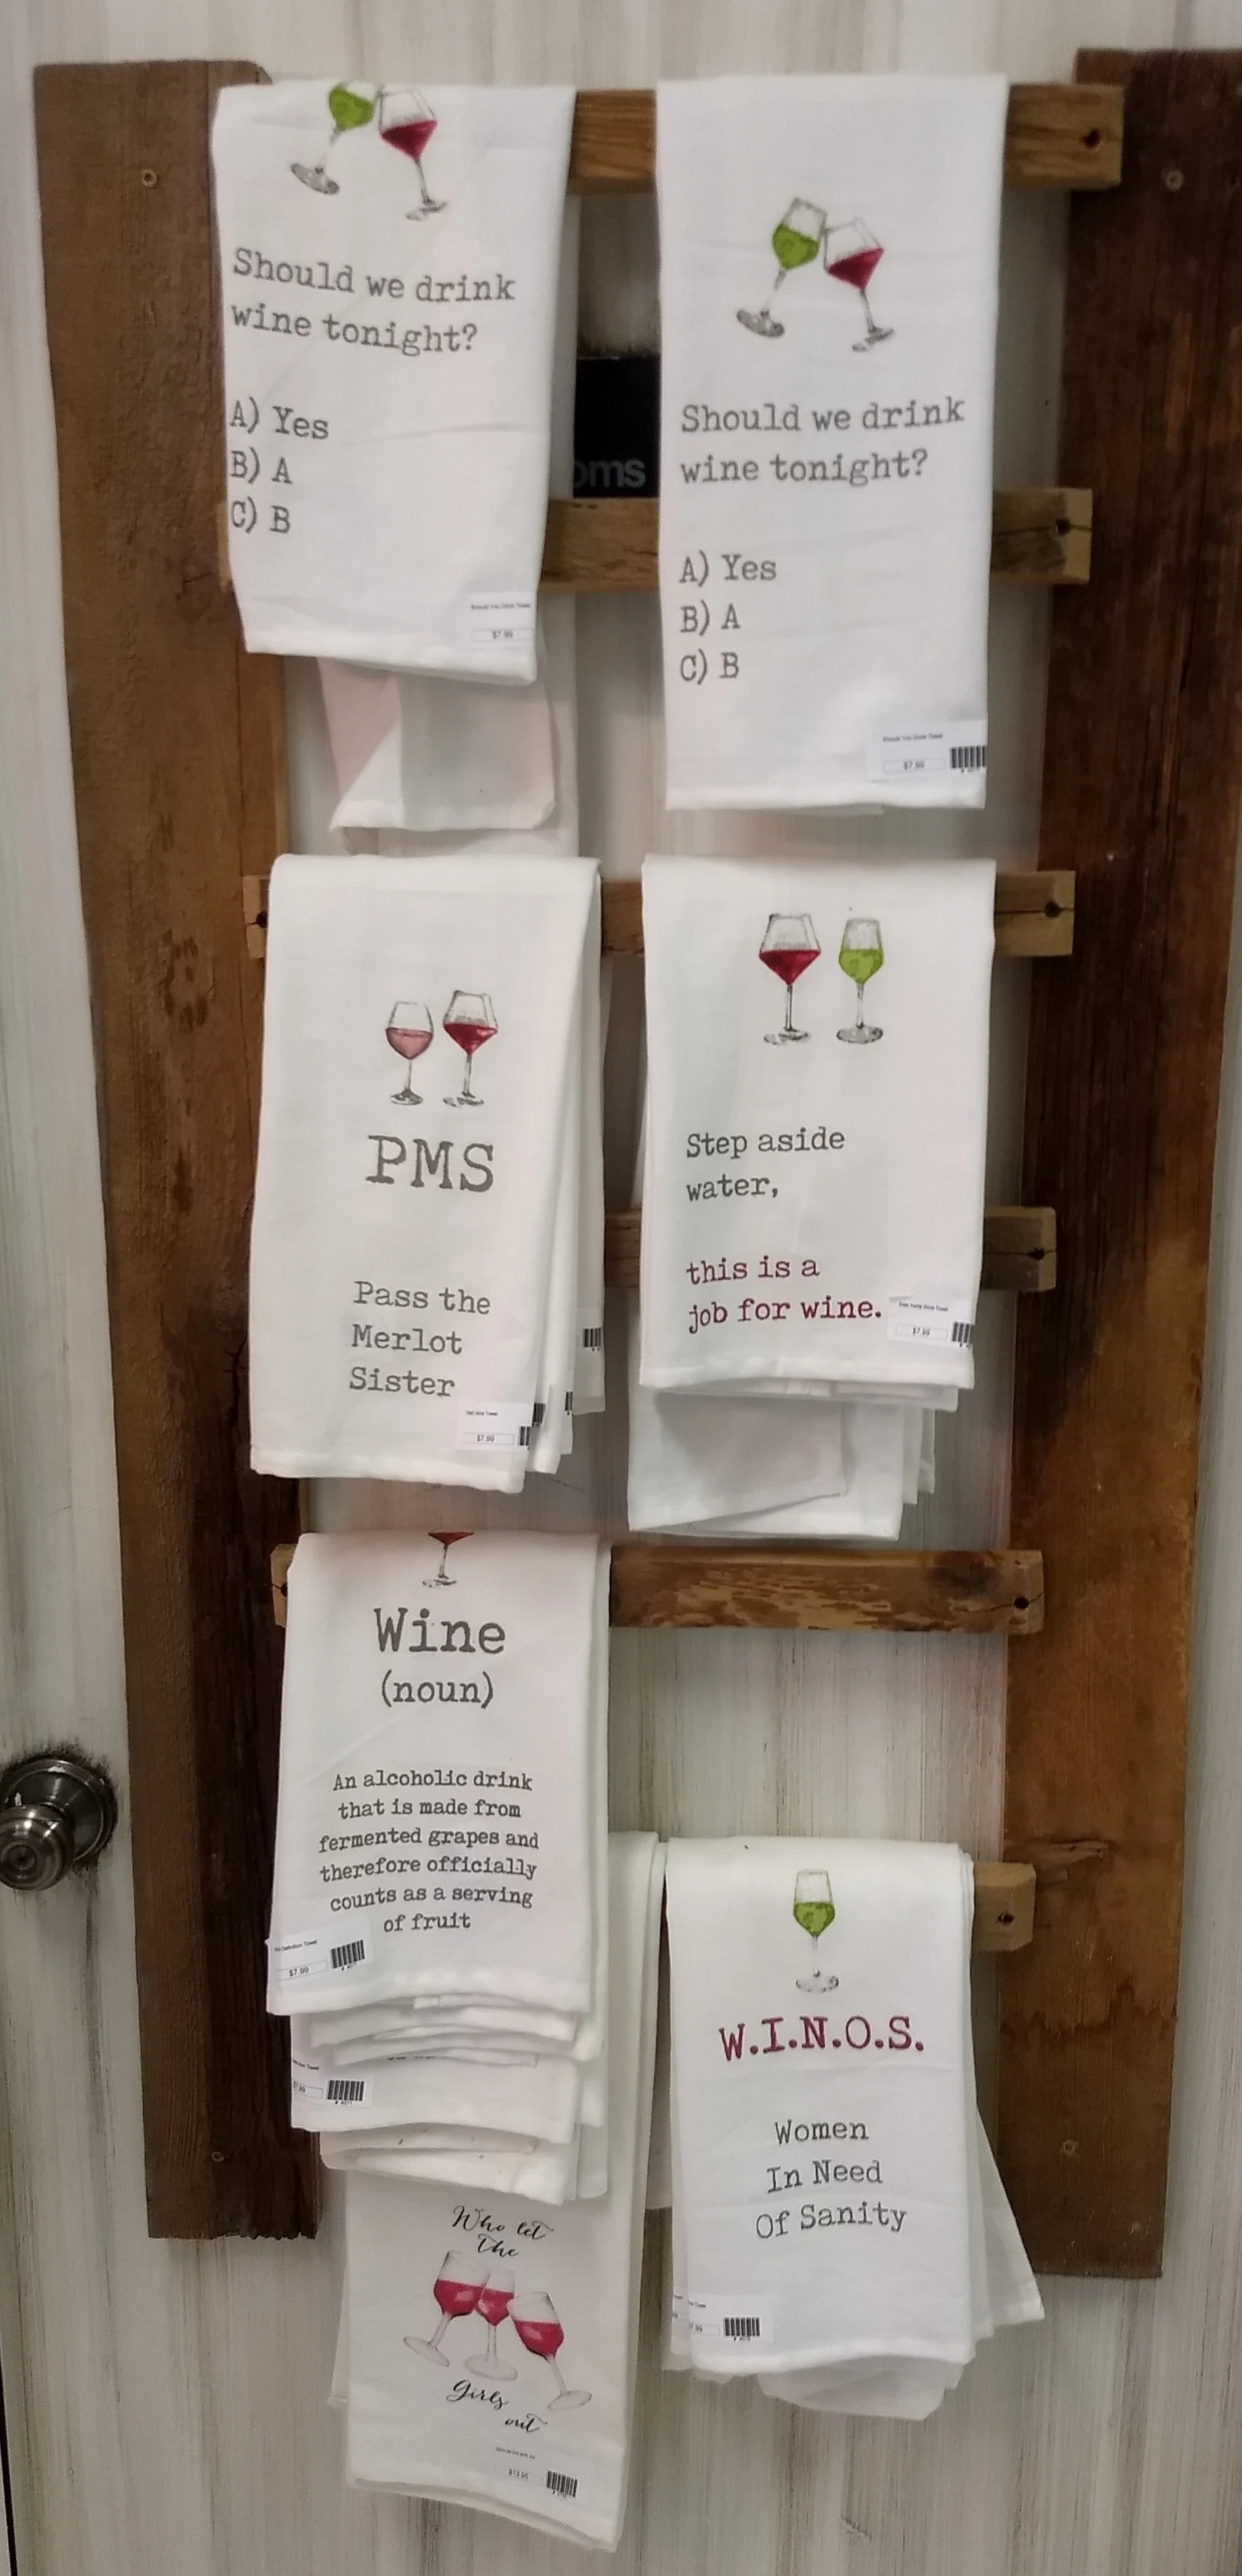 Should we drink
wine tonight?
A) Yes
B) A
C) B
$7.99
Should we drink
wine tonight?
A) Yes
B) A
C) B
$7.99
oms
PMS
Pass the
Merlot
Sister
$7.99
Step aside
water,
this is a
job for wine.
$7.99
Wine
(noun)
An alcoholic drink
that is made from
fermented grapes and
therefore officially
counts as a serving
of fruit
$7.99
W.I.N.O.S.
Women
In Need
Of Sanity
Who let
the
girls
out